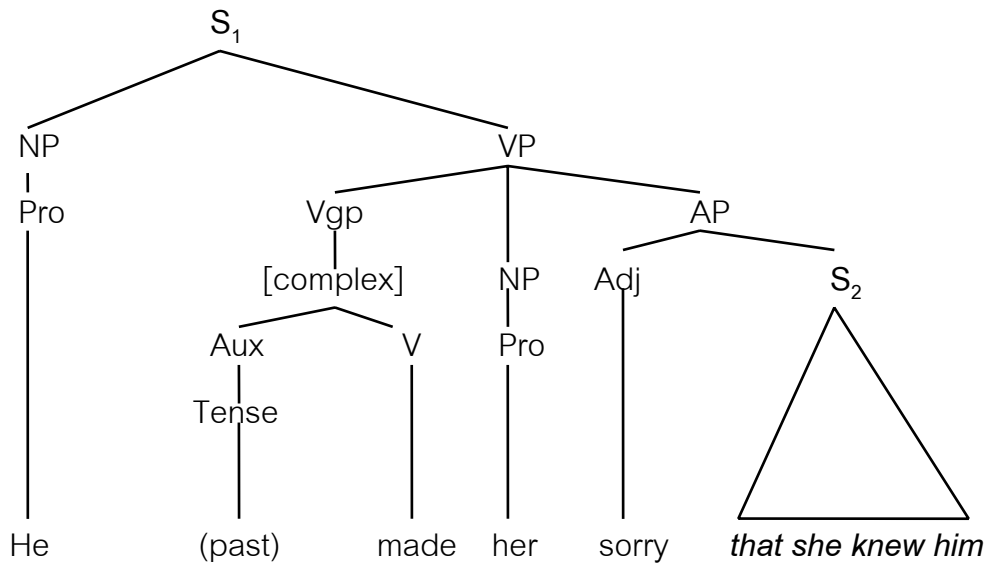 S₁
NP VP
Pro Vgp AP
[complex] NP Adj S₂
Aux V Pro
Tense
He (past) made her sorry that she knew him